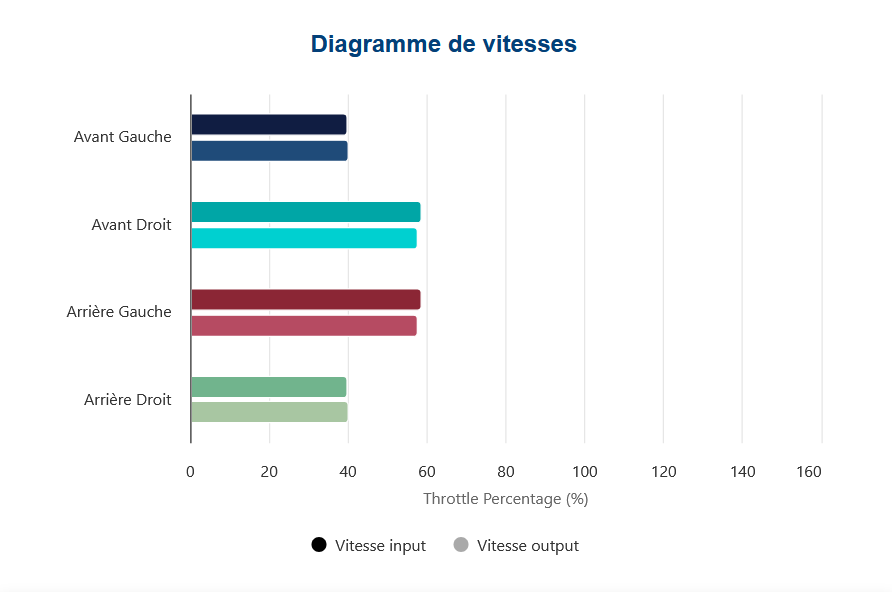 Diagramme de vitesses
Avant Gauche
Avant Droit
Arrière Gauche
Arrière Droit
0 20 40 60 80 100 120 140 160
Throttle Percentage (%)
Vitesse input Vitesse output